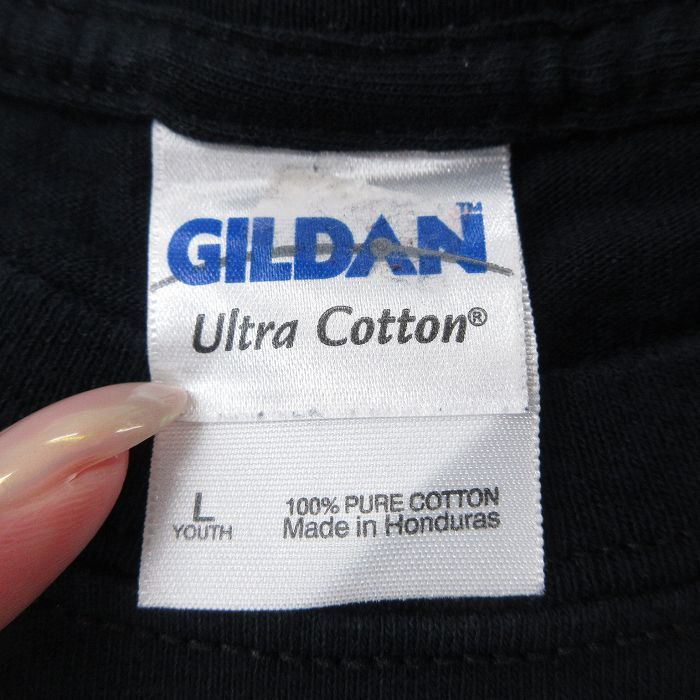 GILDAN™
Ultra Cotton®
L
YOUTH
100% PURE COTTON
Made in Honduras